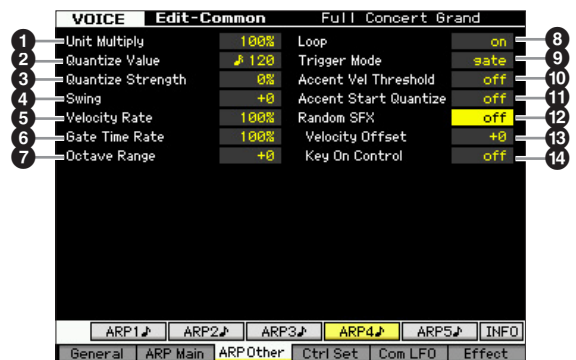 VOICE Edit-Common Full Concert Grand
1 Unit Multiply 100% Loop on 8
2 Quantize Value ♪ 120 Trigger Mode gate 9
3 Quantize Strength 0% Accent Vel Threshold off 10
4 Swing +0 Accent Start Quantize off 11
5 Velocity Rate 100% Random SFX off 12
6 Gate Time Rate 100% Velocity Offset +0 13
7 Octave Range +0 Key On Control off 14
ARP1♪ ARP2♪ ARP3♪ ARP4♪ ARP5♪ INFO
General ARP Main ARP Other Ctrl Set Com LFO Effect